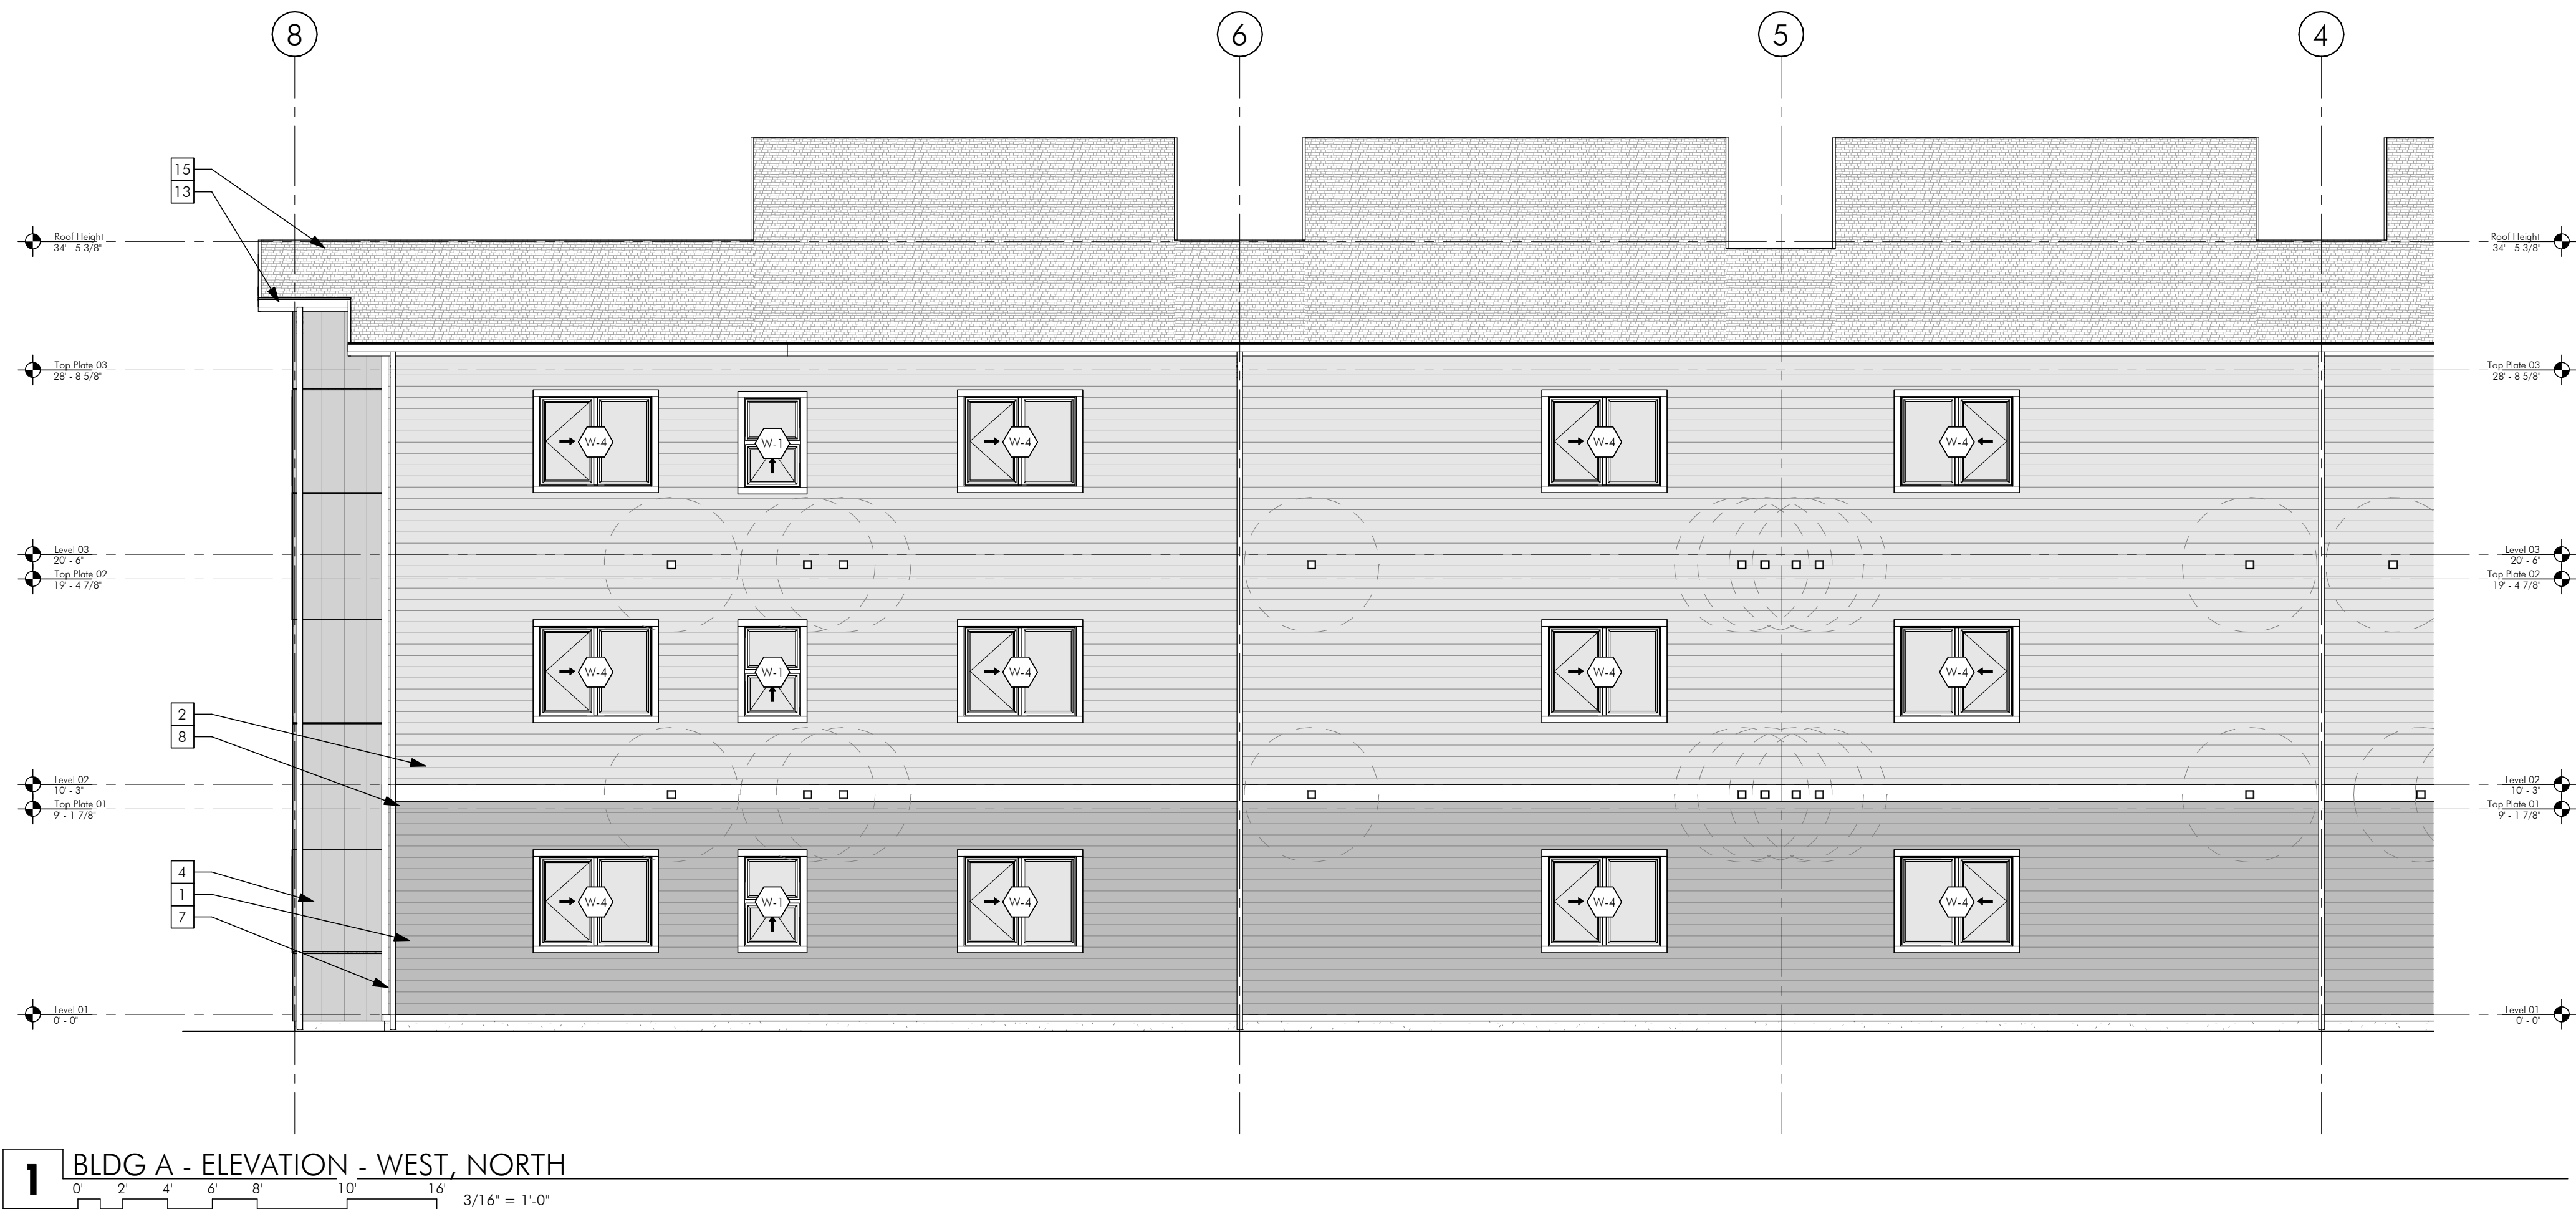 8 6 5 4
15
13
Roof Height
34' - 5 3/8"
Roof Height
34' - 5 3/8"
Top Plate 03
28' - 8 5/8"
Top Plate 03
28' - 8 5/8"
W-4 W-1 W-4 W-4 W-4
Level 03
20' - 6"
Top Plate 02
19' - 4 7/8"
Level 03
20' - 6"
Top Plate 02
19' - 4 7/8"
W-4 W-1 W-4 W-4 W-4
2
8
Level 02
10' - 3"
Top Plate 01
9' - 1 7/8"
Level 02
10' - 3"
Top Plate 01
9' - 1 7/8"
4
1
7
W-4 W-1 W-4 W-4 W-4
Level 01
0' - 0"
Level 01
0' - 0"
1 BLDG A - ELEVATION - WEST, NORTH
0' 2' 4' 6' 8' 10' 16'
3/16" = 1'-0"